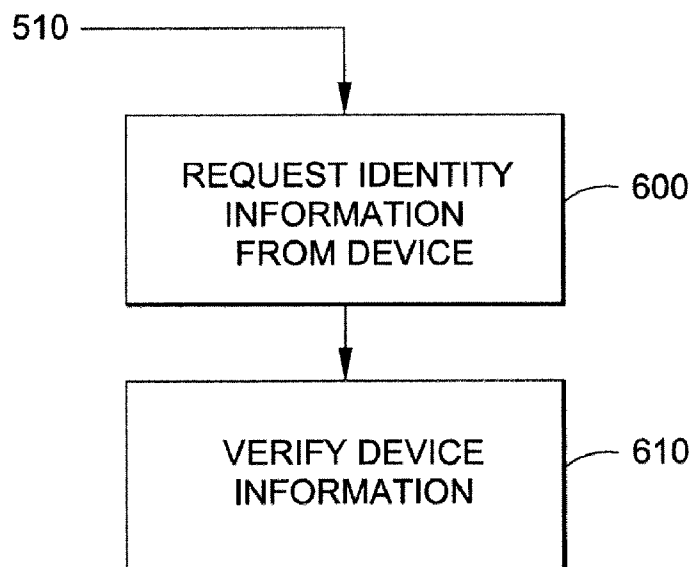 510
REQUEST IDENTITY
INFORMATION
FROM DEVICE
600
VERIFY DEVICE
INFORMATION
610